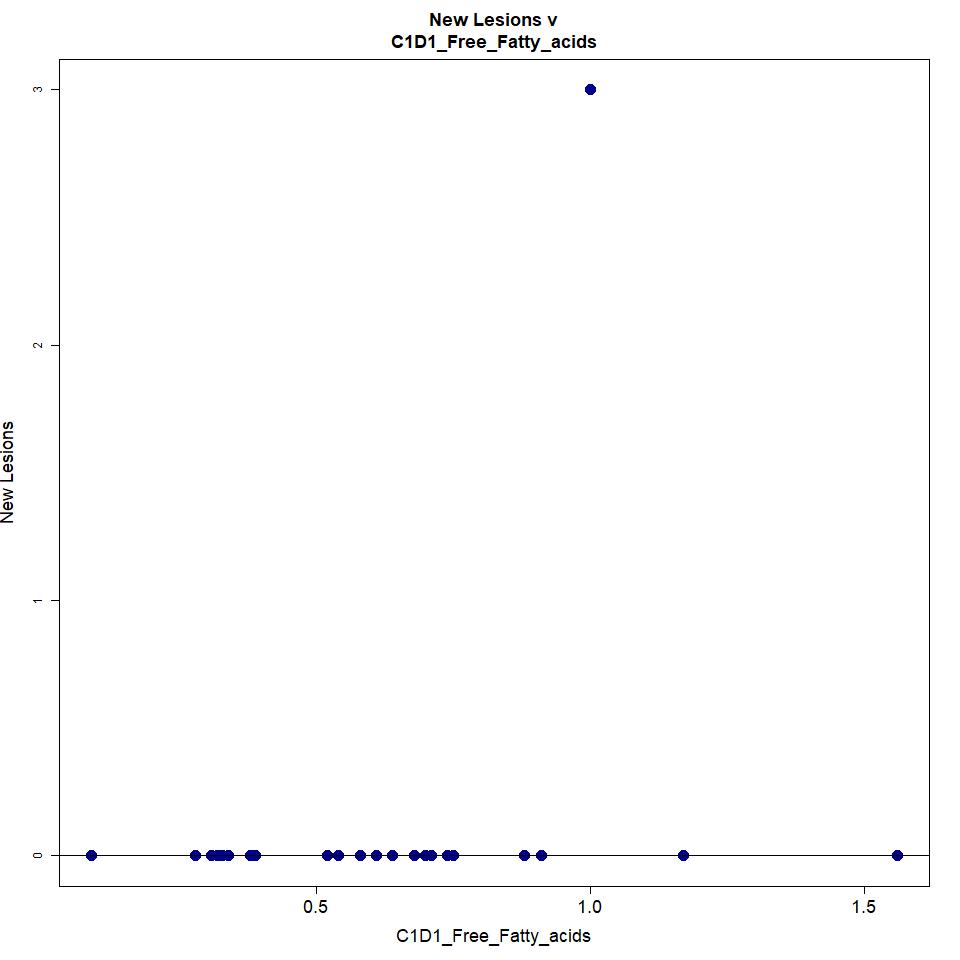 New Lesions v
C1D1_Free_Fatty_acids
3
2
1
0
New Lesions
0.5 1.0 1.5
C1D1_Free_Fatty_acids